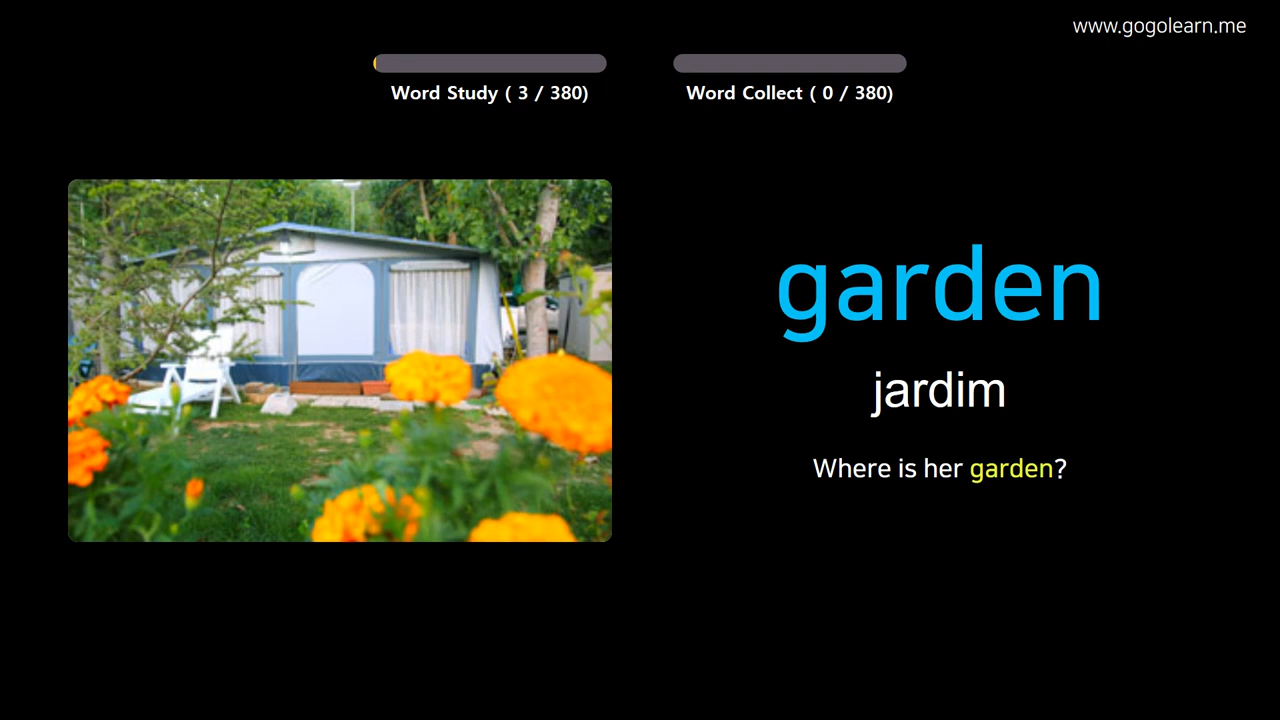 www.gogolearn.me
Word Study ( 3 / 380)
Word Collect ( 0 / 380)
garden
jardim
Where is her garden?